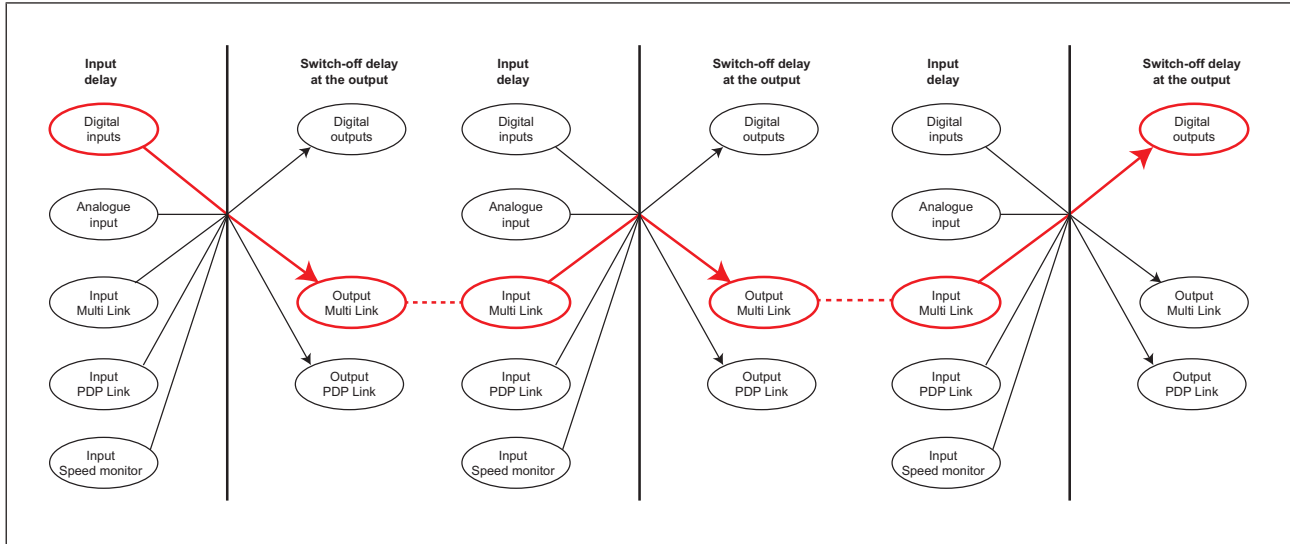 Input
delay
Switch-off delay
at the output
Digital
inputs
Digital
outputs
Analogue
input
Input
Multi Link
Output
Multi Link
Input
PDP Link
Output
PDP Link
Input
Speed monitor
Input
delay
Switch-off delay
at the output
Digital
inputs
Digital
outputs
Analogue
input
Input
Multi Link
Output
Multi Link
Input
PDP Link
Output
PDP Link
Input
Speed monitor
Input
delay
Switch-off delay
at the output
Digital
inputs
Digital
outputs
Analogue
input
Input
Multi Link
Output
Multi Link
Input
PDP Link
Output
PDP Link
Input
Speed monitor